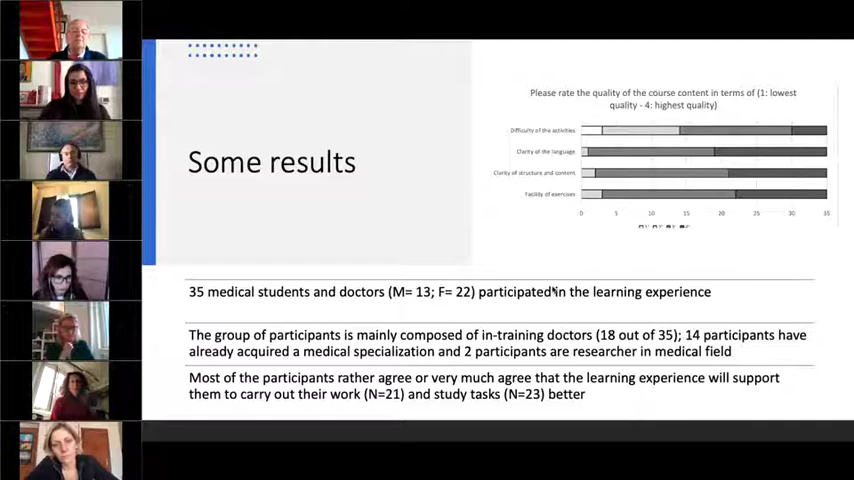 Some results
Please rate the quality of the course content in terms of (1: lowest
quality - 4: highest quality)
Difficulty of the activities
Clarity of the language
Clarity of structure and content
Facility of exercises
0 5 10 15 20 25 30 35
35 medical students and doctors (M= 13; F= 22) participated in the learning experience
The group of participants is mainly composed of in-training doctors (18 out of 35); 14 participants have
already acquired a medical specialization and 2 participants are researcher in medical field
Most of the participants rather agree or very much agree that the learning experience will support
them to carry out their work (N=21) and study tasks (N=23) better